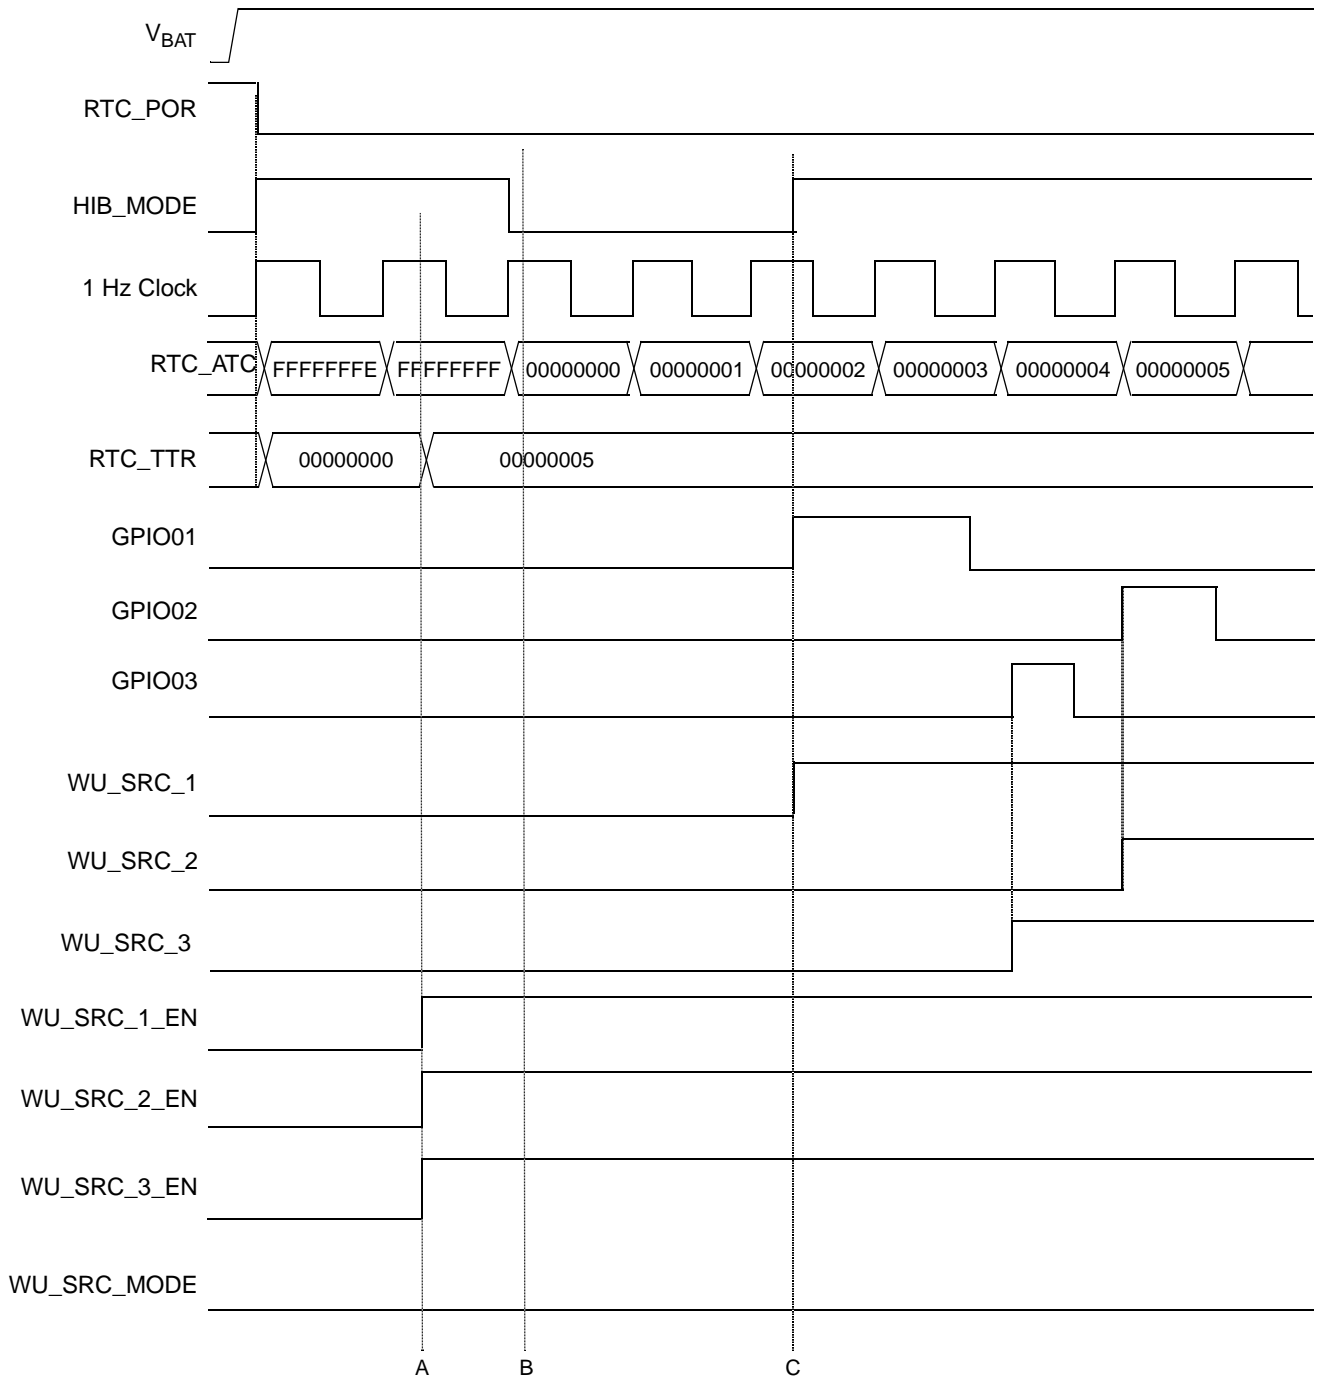 VBAT
RTC_POR
HIB_MODE
1 Hz Clock
RTC_ATC FFFFFFFE FFFFFFFF 00000000 00000001 00000002 00000003 00000004 00000005
RTC_TTR 00000000 00000005
GPIO01
GPIO02
GPIO03
WU_SRC_1
WU_SRC_2
WU_SRC_3
WU_SRC_1_EN
WU_SRC_2_EN
WU_SRC_3_EN
WU_SRC_MODE
A B C